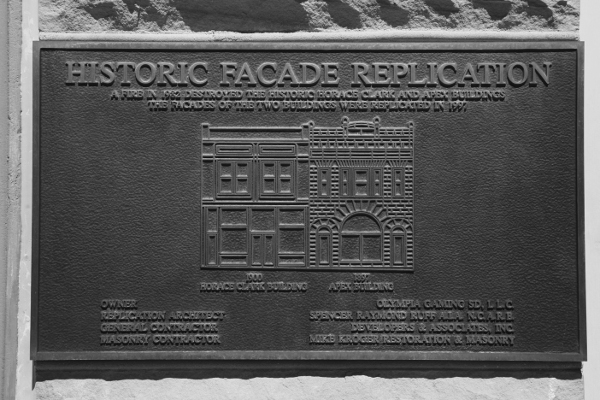 HISTORIC FACADE REPLICATION
A FIRE IN 1982 DESTROYED THE HISTORIC HORACE CLARK AND APEX BUILDINGS
THE FACADES OF THE TWO BUILDINGS WERE REPLICATED IN 1997.
1900
HORACE CLARK BUILDING
1897
APEX BUILDING
OWNER OLYMPIA GAMING SD, L.L.C.
REPLICATION ARCHITECT SPENCER RAYMOND RUFF A.I.A. N.C.A.R.B.
GENERAL CONTRACTOR DEVELOPERS & ASSOCIATES, INC.
MASONRY CONTRACTOR MIKE KROGER/RESTORATION & MASONRY